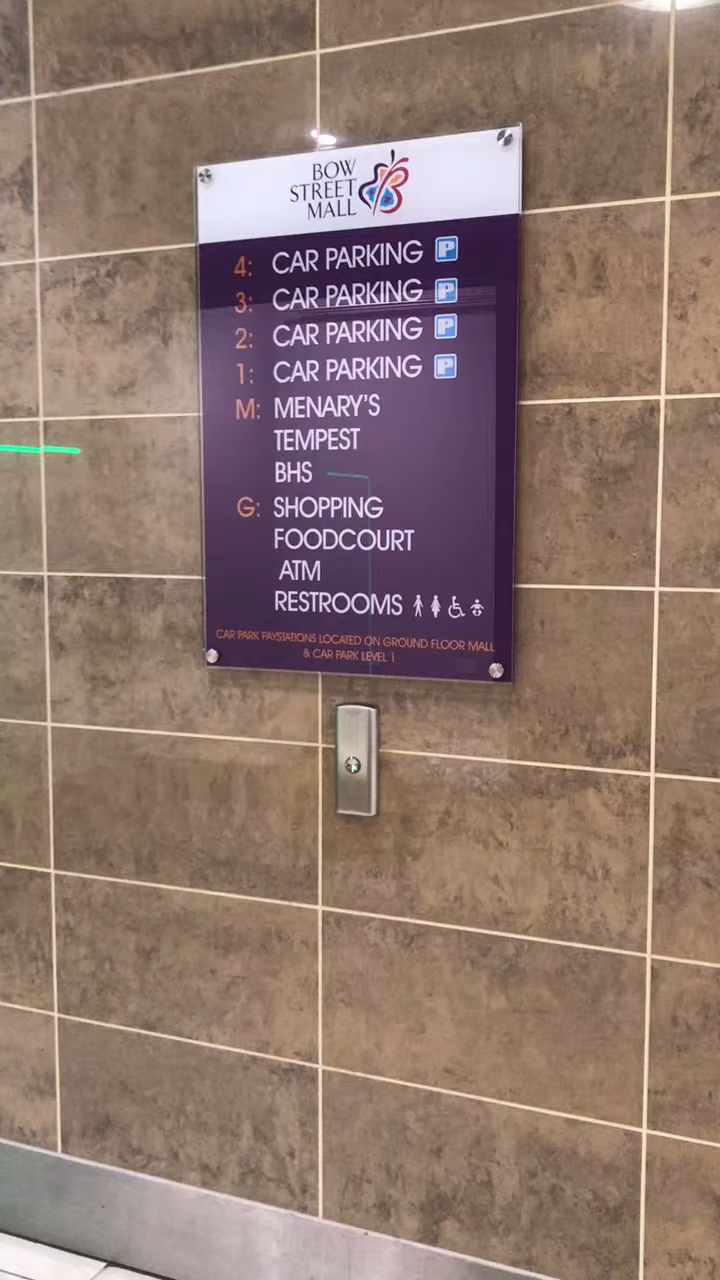 BOW
STREET
MALL
4: CAR PARKING P
3: CAR PARKING P
2: CAR PARKING P
1: CAR PARKING P
M: MENARY'S
TEMPEST
BHS
G: SHOPPING
FOODCOURT
ATM
RESTROOMS
CAR PARK PAYSTATIONS LOCATED ON GROUND FLOOR MALL
& CAR PARK LEVEL 1